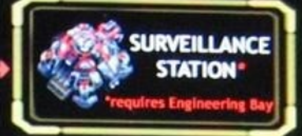 SURVEILLANCE
STATION*
*requires Engineering Bay